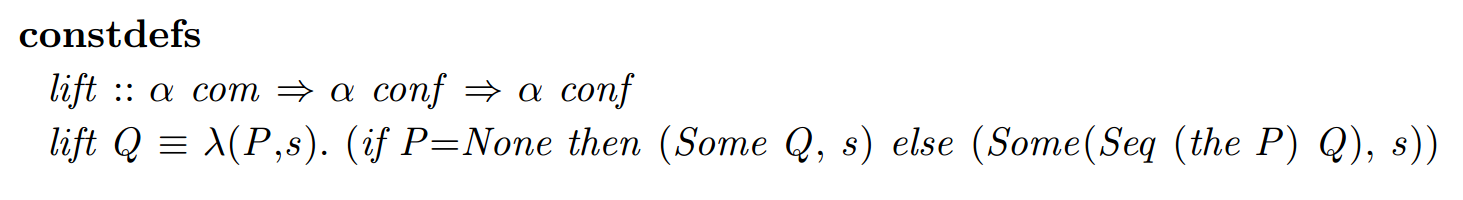 constdefs
lift :: α com ⇒ α conf ⇒ α conf
lift Q ≡ λ(P,s). (if P=None then (Some Q, s) else (Some(Seq (the P) Q), s))